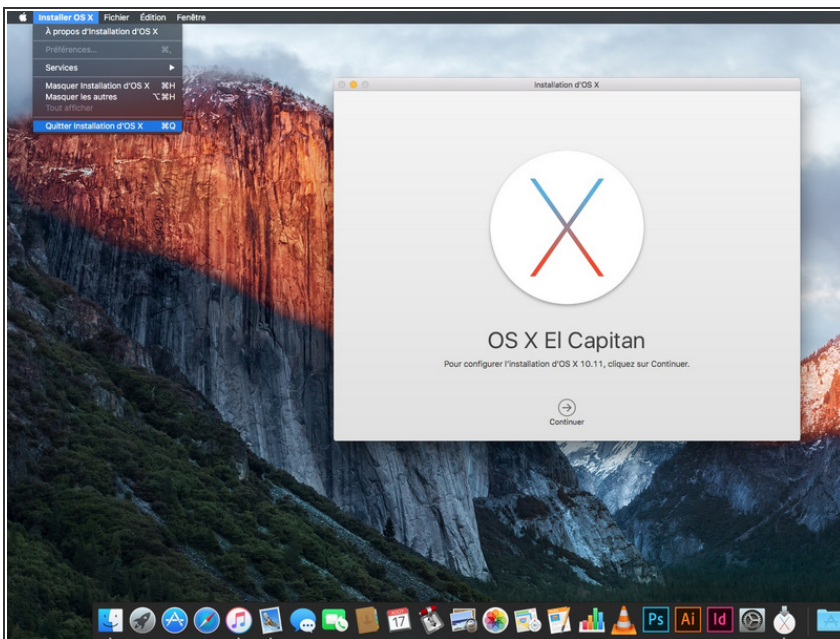 Installer OS X Fichier Édition Fenêtre
À propos d'Installation d'OS X
Préférences... ⌘,
Services ▶
Masquer Installation d'OS X ⌘H
Masquer les autres ⌥⌘H
Tout afficher
Quitter Installation d'OS X ⌘Q
Installation d'OS X
OS X El Capitan
Pour configurer l'installation d'OS X 10.11, cliquez sur Continuer.
Continuer
17
Ps Ai Id